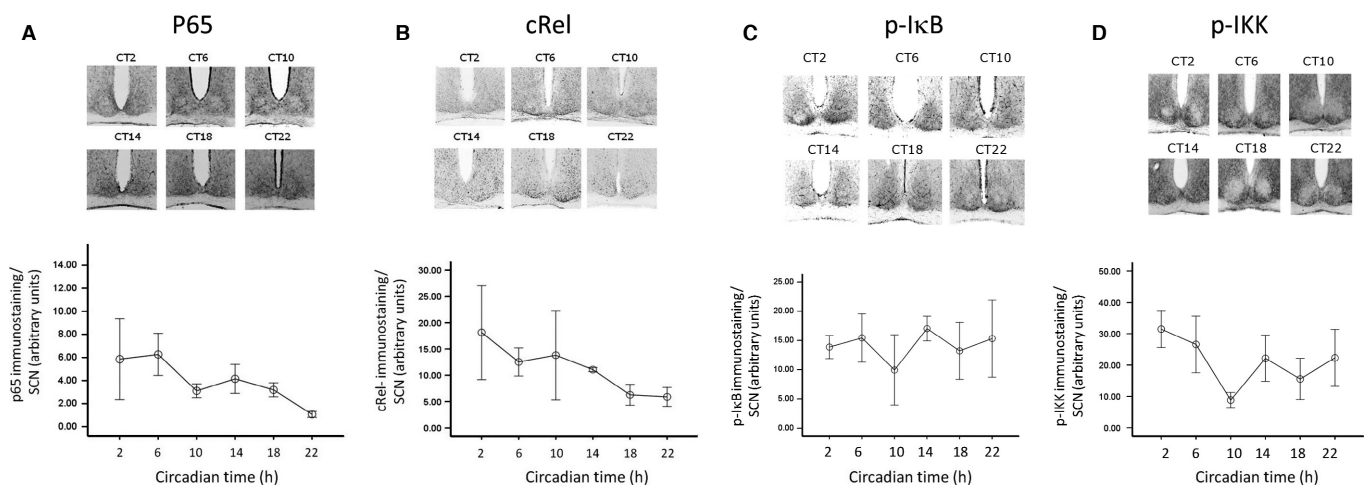 A
P65
CT2 CT6 CT10
CT14 CT18 CT22
p65 immunostaining/
SCN (arbitrary units)
14.00
12.00
10.00
8.00
6.00
4.00
2.00
0.00
2 6 10 14 18 22
Circadian time (h)
B
cRel
CT2 CT6 CT10
CT14 CT18 CT22
cRel- immunostaining/
SCN (arbitrary units)
30.00
25.00
20.00
15.00
10.00
5.00
0.00
2 6 10 14 18 22
Circadian time (h)
C
p-IκB
CT2 CT6 CT10
CT14 CT18 CT22
p-IκB immunostaining/
SCN (arbitrary units)
25.00
20.00
15.00
10.00
5.00
0.00
2 6 10 14 18 22
Circadian time (h)
D
p-IKK
CT2 CT6 CT10
CT14 CT18 CT22
p-IKK immunostaining/
SCN (arbitrary units)
50.00
40.00
30.00
20.00
10.00
0.00
2 6 10 14 18 22
Circadian time (h)